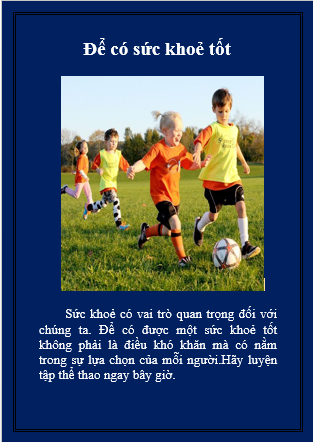 Để có sức khoẻ tốt
Sức khoẻ có vai trò quan trọng đối với
chúng ta. Để có được một sức khoẻ tốt
không phải là điều khó khăn mà có nằm
trong sự lựa chọn của mỗi người.Hãy luyện
tập thể thao ngay bây giờ.